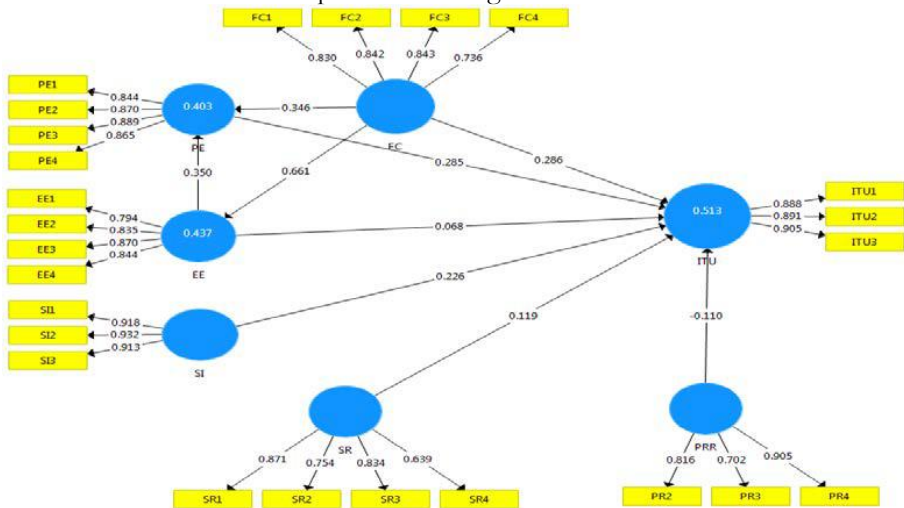 FC1 FC2 FC3 FC4
0.830 0.842 0.843 0.736
PE1
PE2
PE3
PE4
0.844
0.870
0.889
0.865
0.403
PE
0.346
FC
0.350
0.661
0.285
0.286
EE1
EE2
EE3
EE4
0.794
0.835
0.870
0.844
0.437
EE
0.068
0.513
ITU
0.888
0.891
0.905
ITU1
ITU2
ITU3
SI1
SI2
SI3
0.918
0.932
0.913
SI
0.226
0.119
-0.110
SR
0.871 0.754 0.834 0.639
SR1 SR2 SR3 SR4
PRR
0.816 0.702 0.905
PR2 PR3 PR4